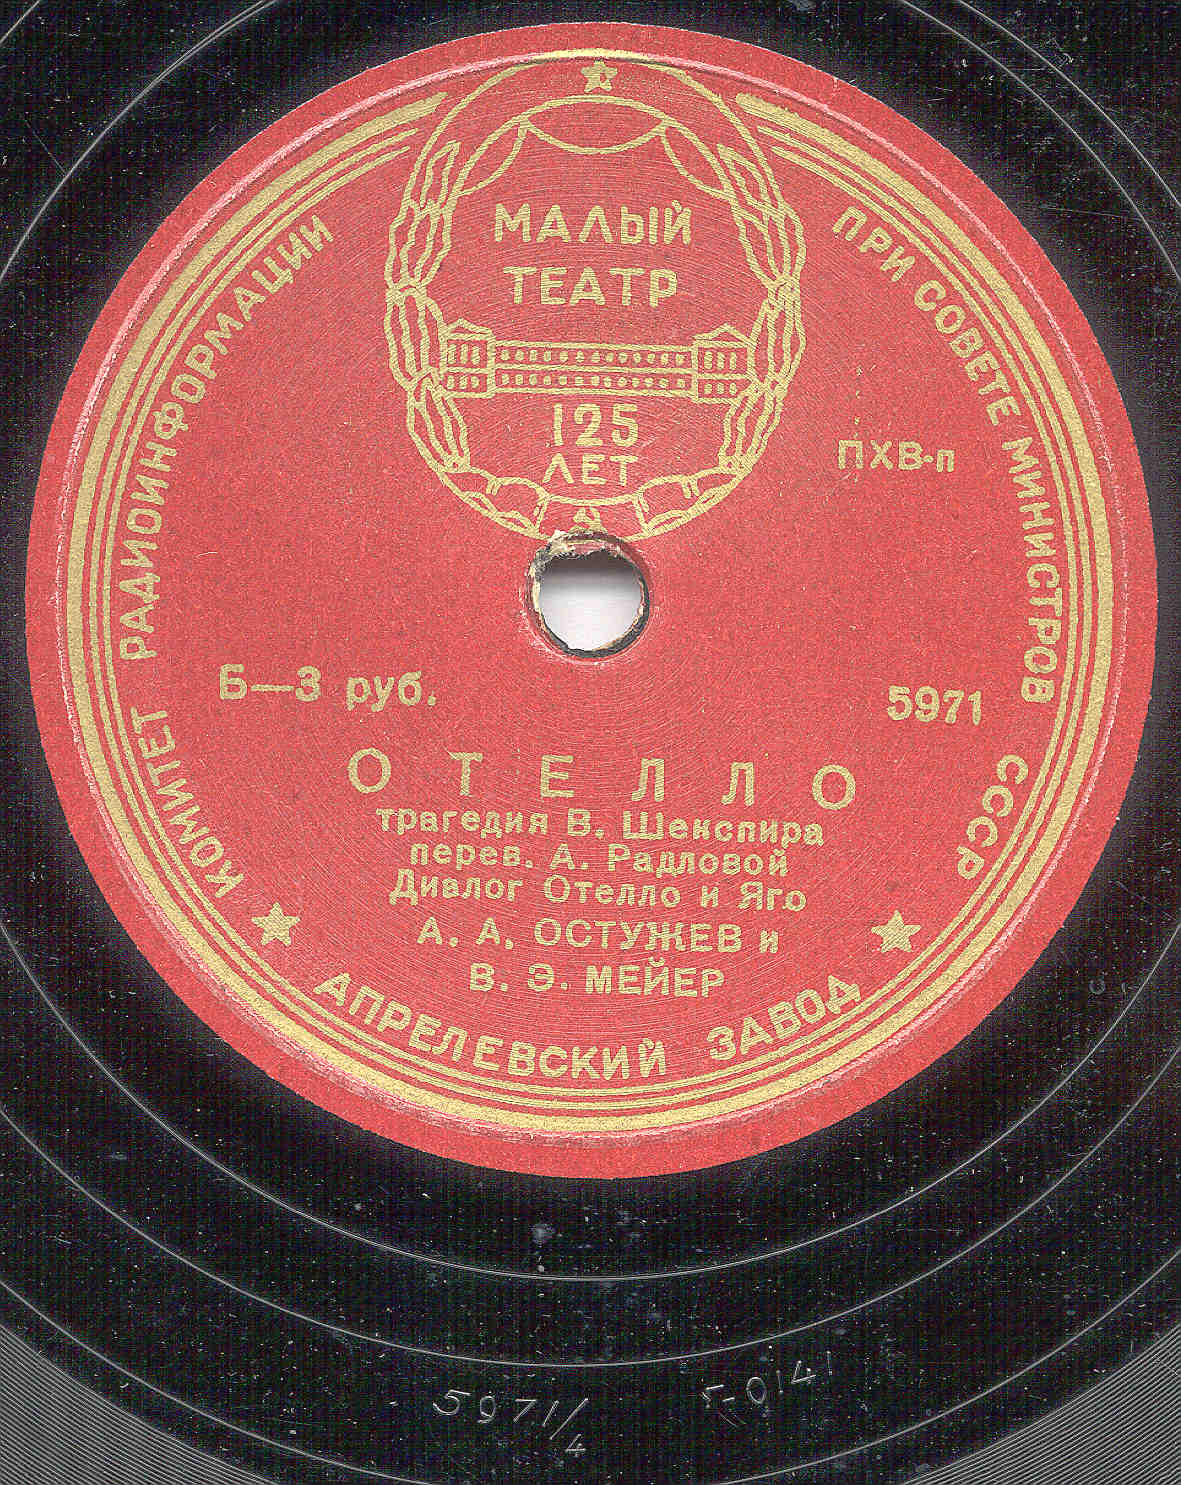 МАЛЫЙ
ТЕАТР
125
ЛЕТ
КОМИТЕТ РАДИОИНФОРМАЦИИ ПРИ СОВЕТЕ МИНИСТРОВ СССР
ПХВ-п
Б—3 руб.
5971
ОТЕЛЛО
трагедия В. Шекспира
перев. А. Радловой
Диалог Отелло и Яго
А. А. ОСТУЖЕВ и
В. Э. МЕЙЕР
АПРЕЛЕВСКИЙ ЗАВОД
5971/4